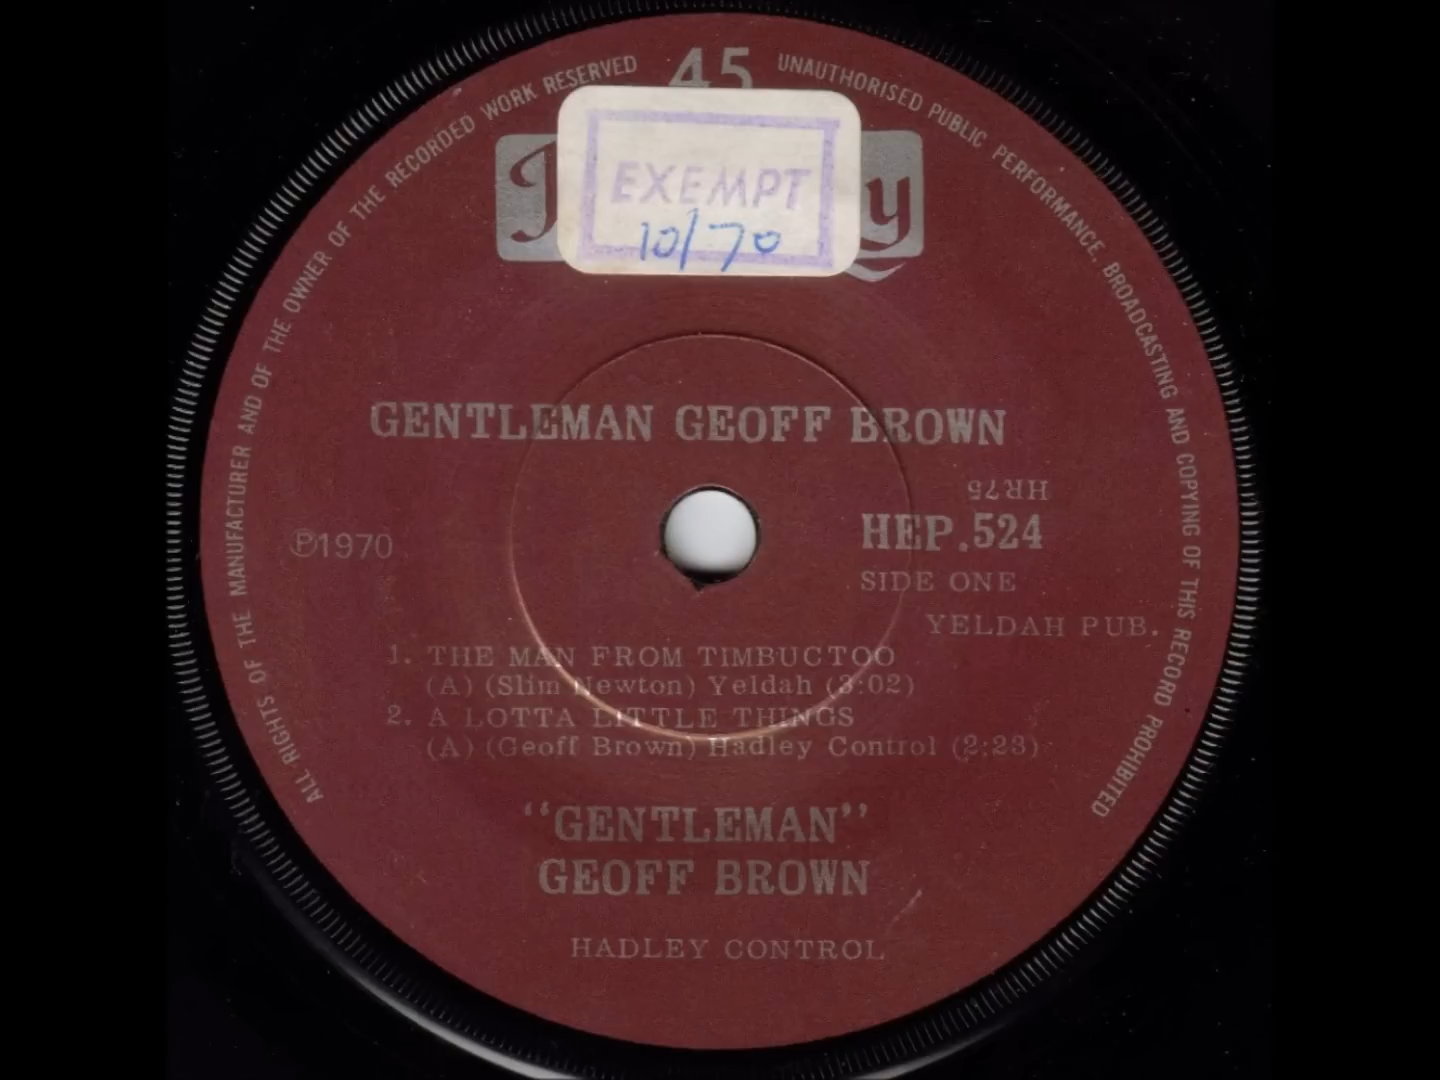 45
ALL RIGHTS OF THE MANUFACTURER AND OF THE OWNER OF THE RECORDED WORK RESERVED
UNAUTHORISED PUBLIC PERFORMANCE, BROADCASTING AND COPYING OF THIS RECORD PROHIBITED
EXEMPT
10/70
GENTLEMAN GEOFF BROWN
HR75
HEP.524
℗1970
SIDE ONE
YELDAH PUB.
1. THE MAN FROM TIMBUCTOO
(A) (Slim Newton) Yeldah (3:02)
2. A LOTTA LITTLE THINGS
(A) (Geoff Brown) Hadley Control (2:23)
"GENTLEMAN"
GEOFF BROWN
HADLEY CONTROL